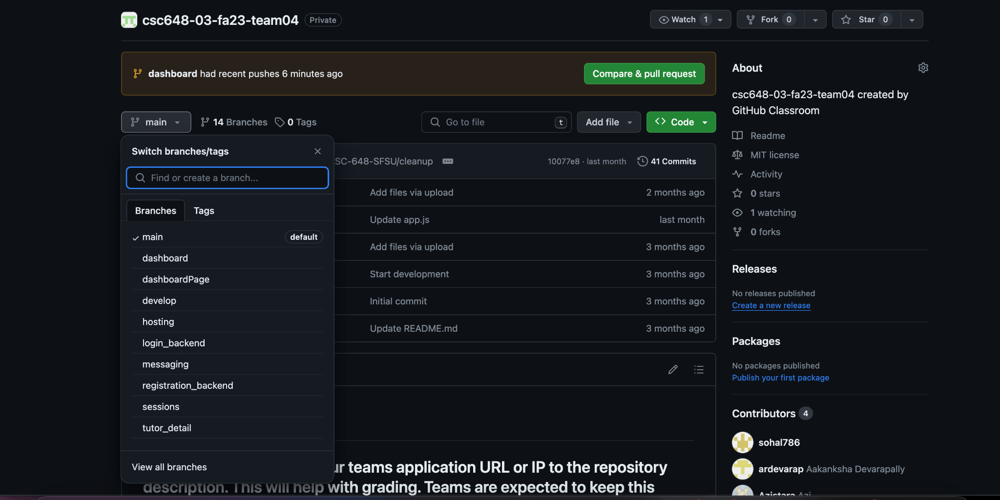 csc648-03-fa23-team04 Private
Watch 1
Fork 0
Star 0
dashboard had recent pushes 6 minutes ago
Compare & pull request
main
14 Branches
0 Tags
Go to file t
Add file
Code
Switch branches/tags
Find or create a branch...
Branches Tags
main default
dashboard
dashboardPage
develop
hosting
login_backend
messaging
registration_backend
sessions
tutor_detail
View all branches
SC-648-SFSU/cleanup
10077e8 · last month
41 Commits
Add files via upload 2 months ago
Update app.js last month
Add files via upload 3 months ago
Start development 3 months ago
Initial commit 3 months ago
Update README.md 3 months ago
teams application URL or IP to the repository
description. This will help with grading. Teams are expected to keep this
About
csc648-03-fa23-team04 created by
GitHub Classroom
Readme
MIT license
Activity
0 stars
1 watching
0 forks
Releases
No releases published
Create a new release
Packages
No packages published
Publish your first package
Contributors 4
sohal786
ardevarap Aakanksha Devarapally
Azistara Azi